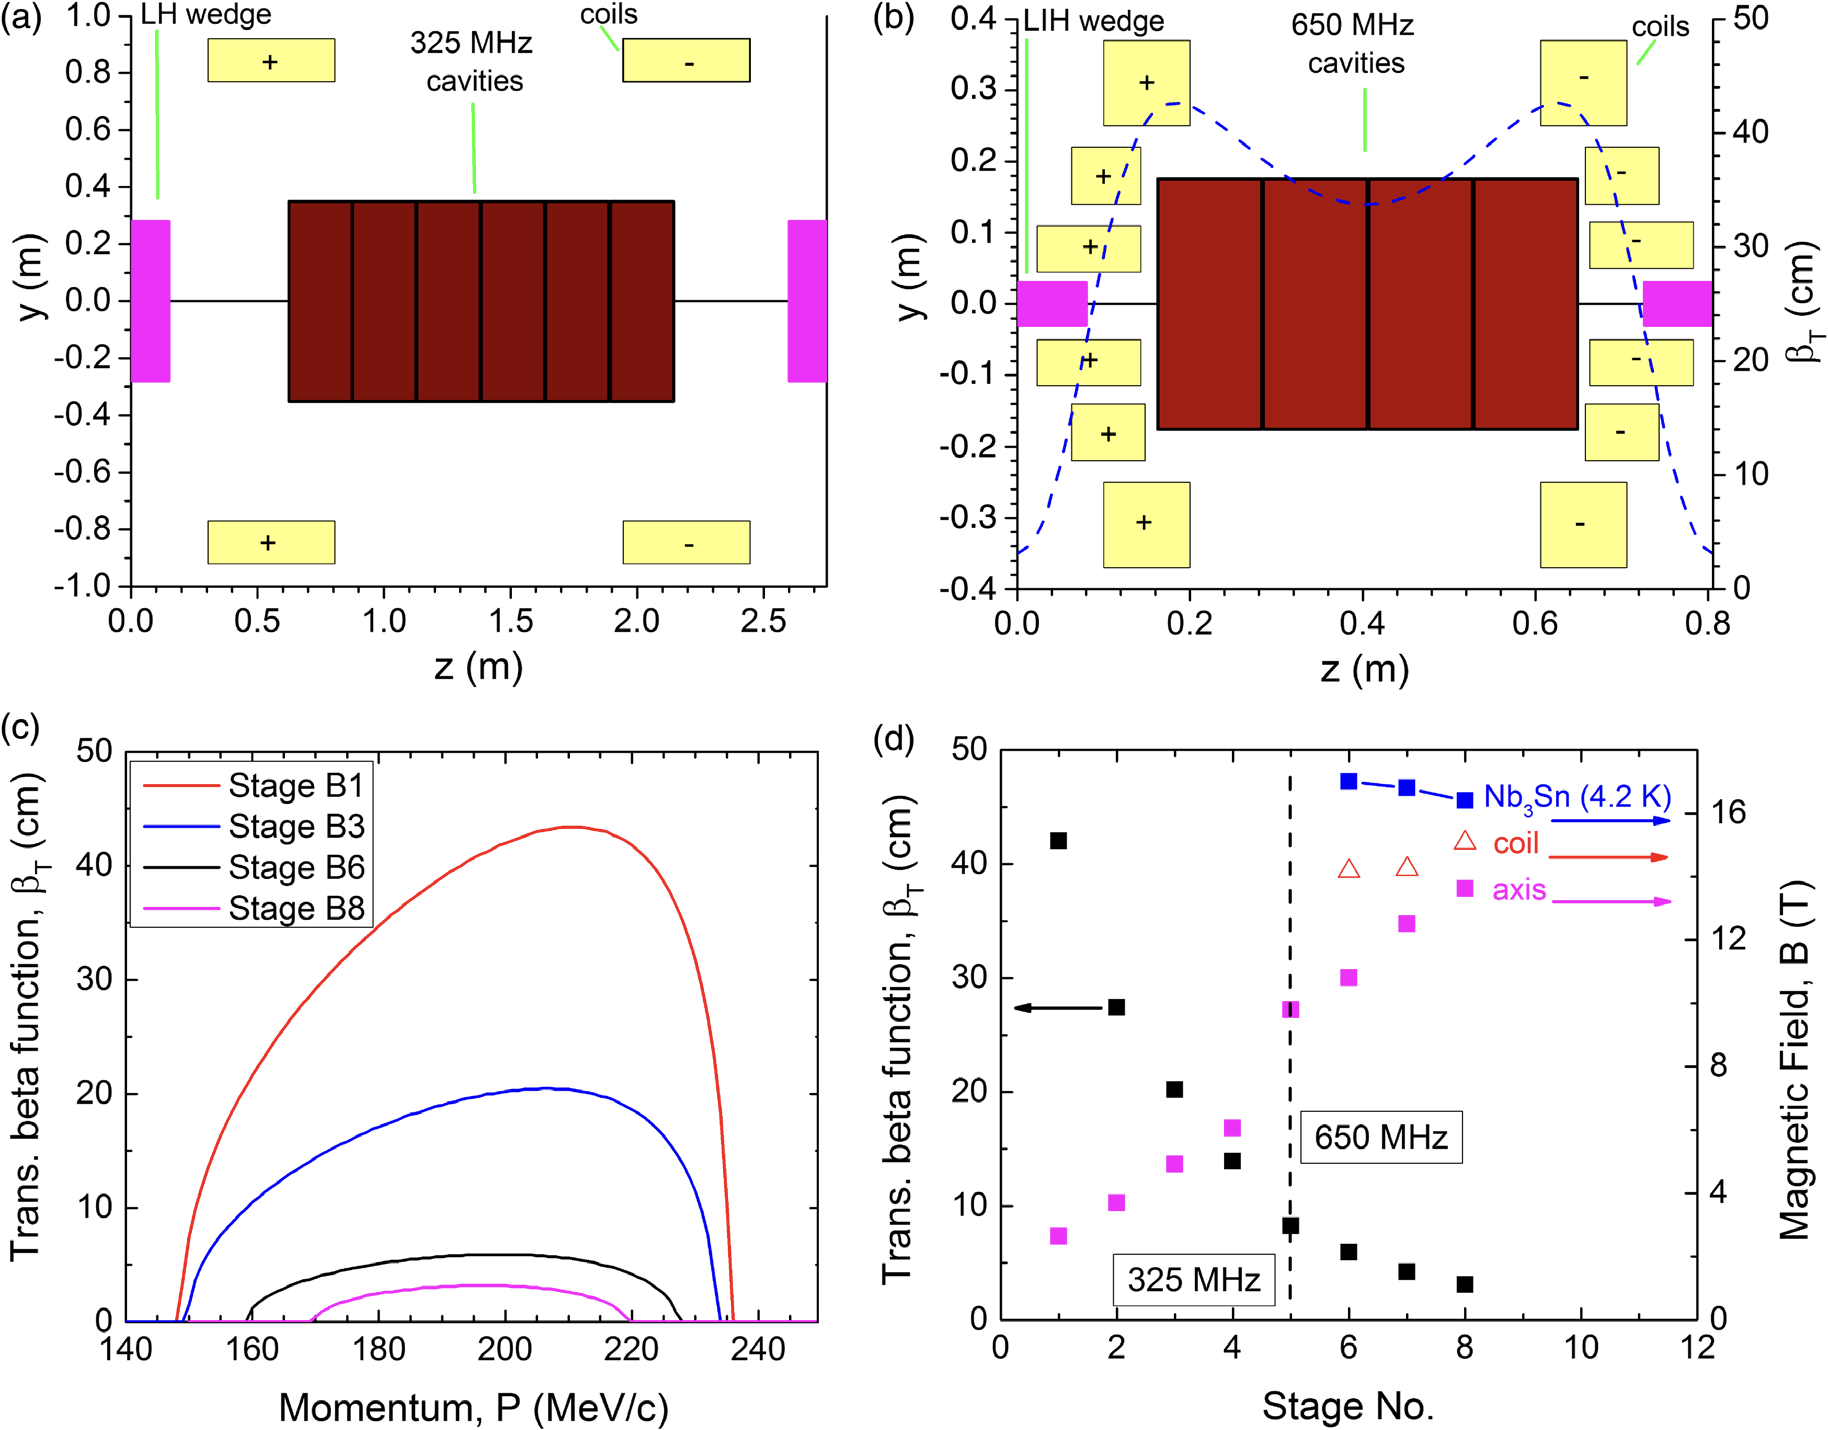 (a)
LH wedge
coils
325 MHz
cavities
+
-
+
-
1.0
0.8
0.6
0.4
0.2
0.0
-0.2
-0.4
-0.6
-0.8
-1.0
y (m)
0.0 0.5 1.0 1.5 2.0 2.5
z (m)
(b)
LIH wedge
650 MHz
cavities
coils
+
-
+
-
+
-
+
-
+
-
+
-
0.4
0.3
0.2
0.1
0.0
-0.1
-0.2
-0.3
-0.4
y (m)
50
40
30
20
10
0
βT (cm)
0.0 0.2 0.4 0.6 0.8
z (m)
(c)
Stage B1
Stage B3
Stage B6
Stage B8
50
40
30
20
10
0
Trans. beta function, βT (cm)
140 160 180 200 220 240
Momentum, P (MeV/c)
(d)
Nb3Sn (4.2 K)
coil
axis
650 MHz
325 MHz
50
40
30
20
10
0
Trans. beta function, βT (cm)
16
12
8
4
0
Magnetic Field, B (T)
0 2 4 6 8 10 12
Stage No.